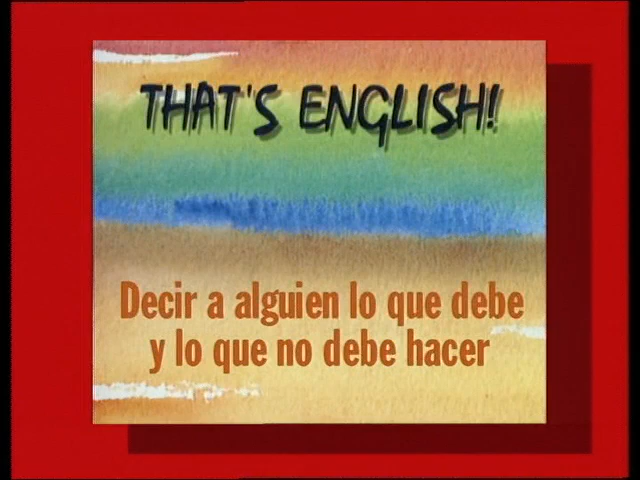 THAT'S ENGLISH!
Decir a alguien lo que debe
y lo que no debe hacer